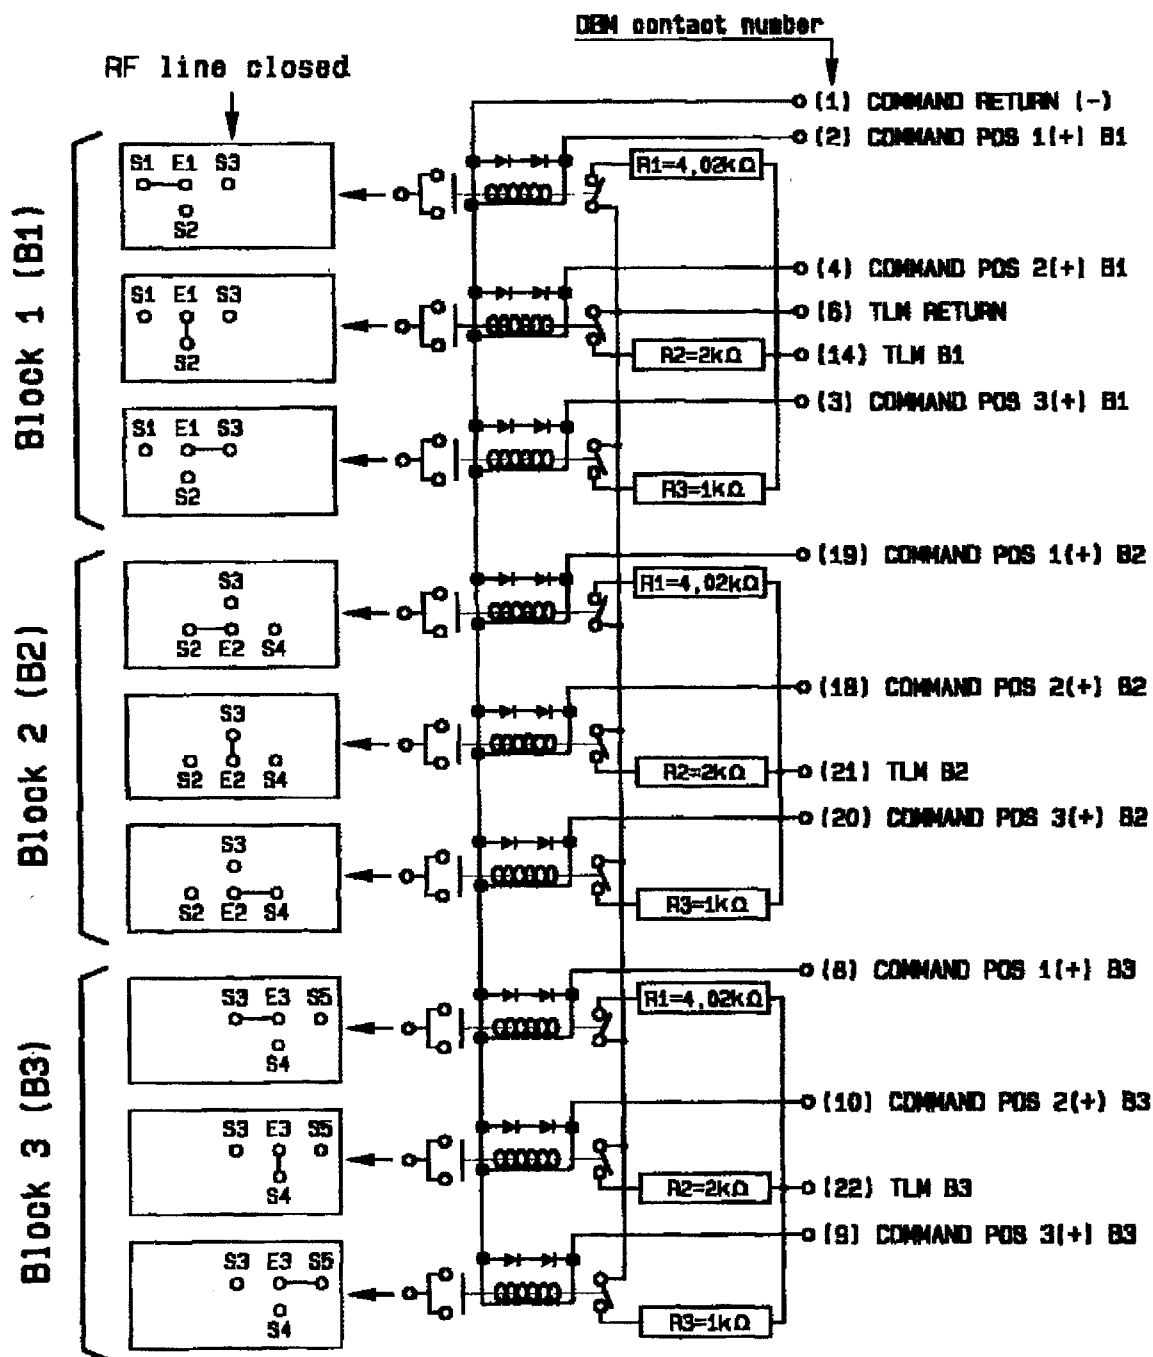 DBM contact number
RF line closed
(1) COMMAND RETURN (-)
Block 1 (B1)
(2) COMMAND POS 1(+) B1
S1 E1 S3
S2
R1=4,02kΩ
(4) COMMAND POS 2(+) B1
S1 E1 S3
S2
(6) TLM RETURN
R2=2kΩ
(14) TLM B1
(3) COMMAND POS 3(+) B1
S1 E1 S3
S2
R3=1kΩ
Block 2 (B2)
(19) COMMAND POS 1(+) B2
S3
S2 E2 S4
R1=4,02kΩ
(18) COMMAND POS 2(+) B2
S3
S2 E2 S4
R2=2kΩ
(21) TLM B2
(20) COMMAND POS 3(+) B2
S3
S2 E2 S4
R3=1kΩ
Block 3 (B3)
(8) COMMAND POS 1(+) B3
S3 E3 S5
S4
R1=4,02kΩ
(10) COMMAND POS 2(+) B3
S3 E3 S5
S4
R2=2kΩ
(22) TLM B3
(9) COMMAND POS 3(+) B3
S3 E3 S5
S4
R3=1kΩ